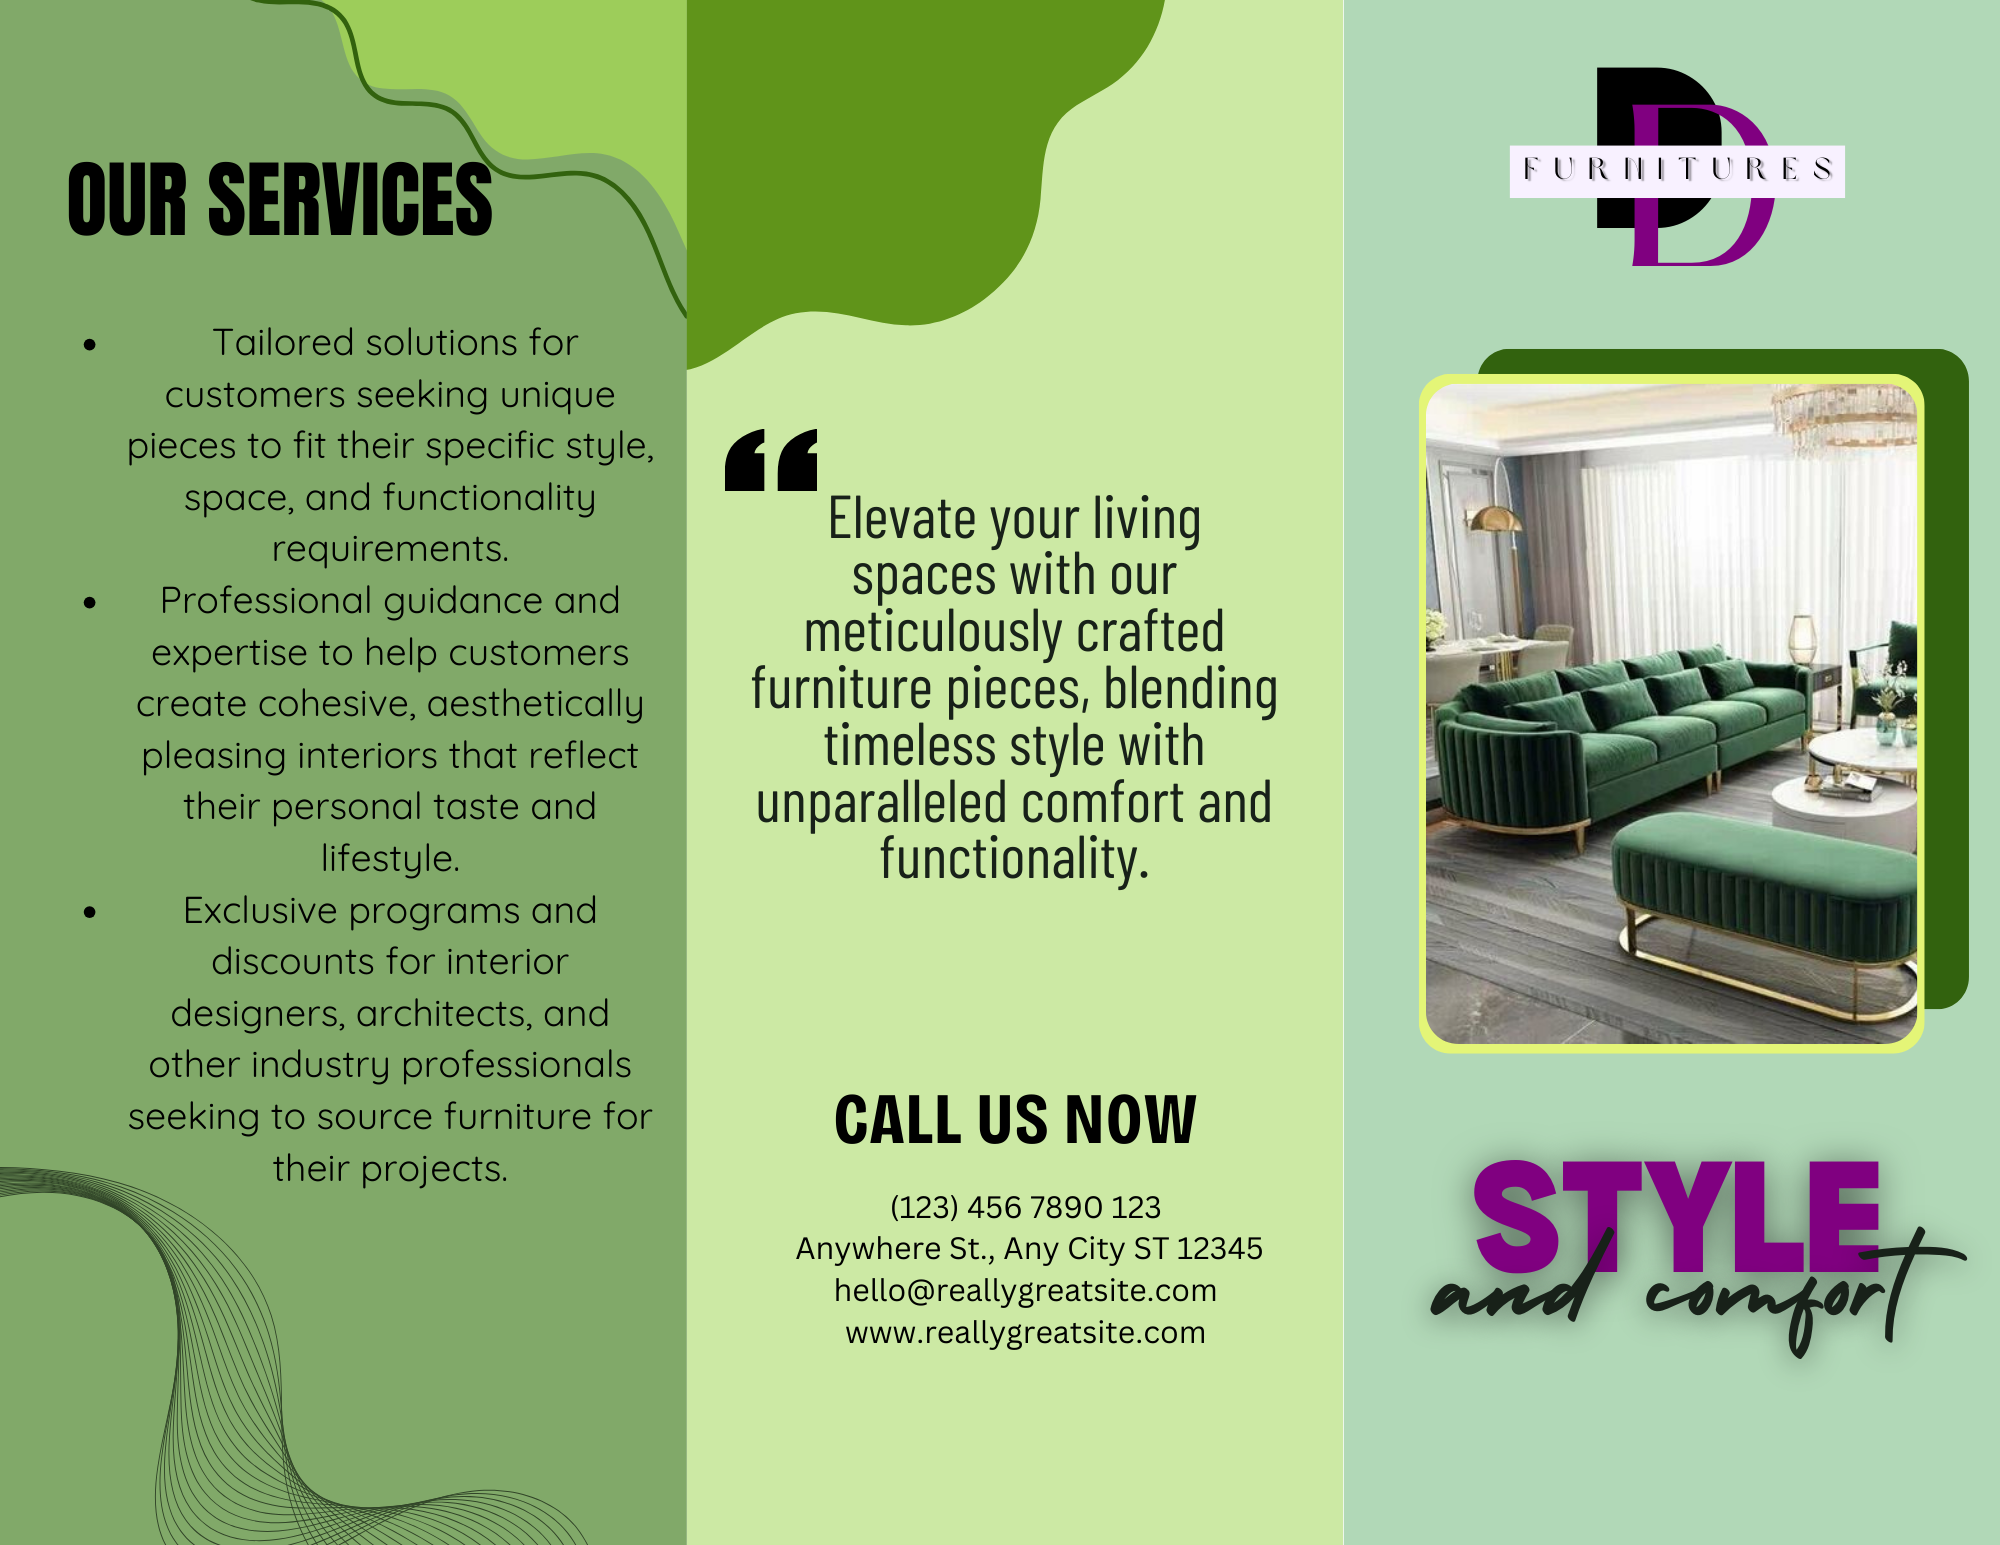 OUR SERVICES
• Tailored solutions for
customers seeking unique
pieces to fit their specific style,
space, and functionality
requirements.
• Professional guidance and
expertise to help customers
create cohesive, aesthetically
pleasing interiors that reflect
their personal taste and
lifestyle.
• Exclusive programs and
discounts for interior
designers, architects, and
other industry professionals
seeking to source furniture for
their projects.
“
Elevate your living
spaces with our
meticulously crafted
furniture pieces, blending
timeless style with
unparalleled comfort and
functionality.
CALL US NOW
(123) 456 7890 123
Anywhere St., Any City ST 12345
hello@reallygreatsite.com
www.reallygreatsite.com
D
D
FURNITURES
STYLE
and comfort